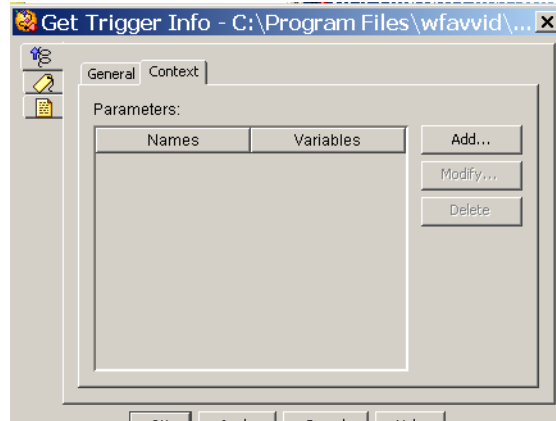 Get Trigger Info - C:\Program Files\wfavvid\...
General Context
Parameters:
Names Variables
Add...
Modify...
Delete